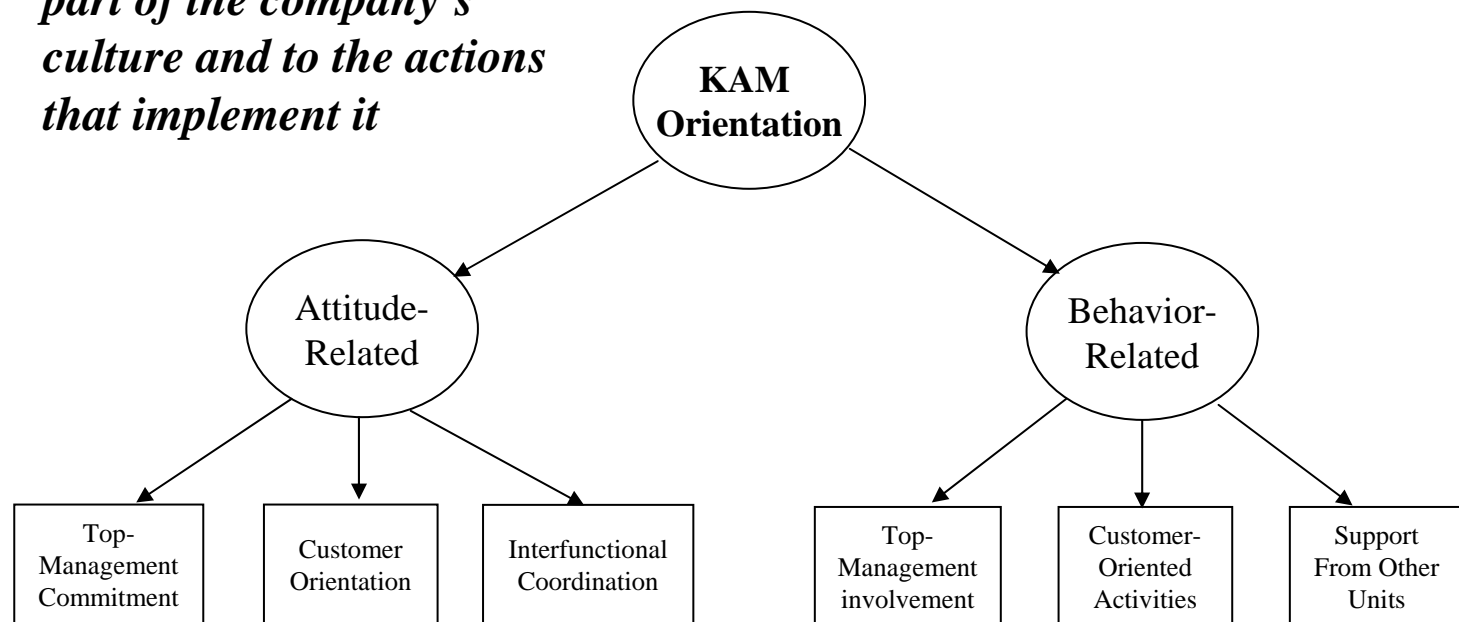 part of the company's
culture and to the actions
that implement it
KAM
Orientation
Attitude-
Related
Behavior-
Related
Top-
Management
Commitment
Customer
Orientation
Interfunctional
Coordination
Top-
Management
involvement
Customer-
Oriented
Activities
Support
From Other
Units